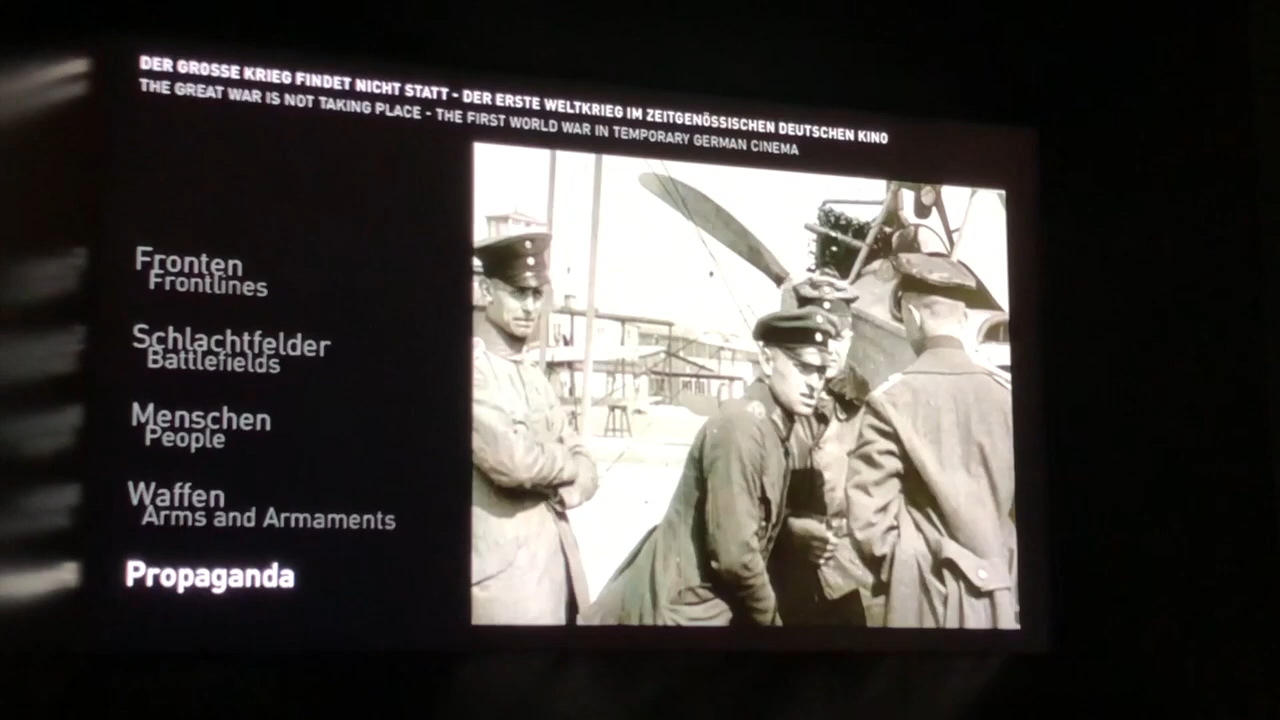 DER GROSSE KRIEG FINDET NICHT STATT - DER ERSTE WELTKRIEG IM ZEITGENÖSSISCHEN DEUTSCHEN KINO
THE GREAT WAR IS NOT TAKING PLACE - THE FIRST WORLD WAR IN TEMPORARY GERMAN CINEMA
Fronten
Frontlines
Schlachtfelder
Battlefields
Menschen
People
Waffen
Arms and Armaments
Propaganda